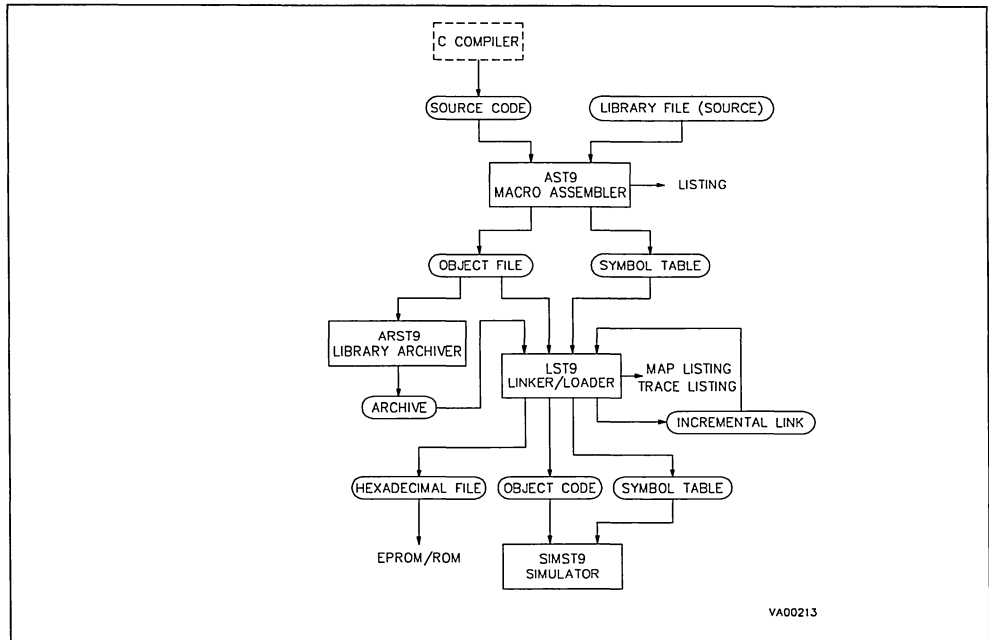 C COMPILER
SOURCE CODE
LIBRARY FILE (SOURCE)
AST9
MACRO ASSEMBLER
LISTING
OBJECT FILE
SYMBOL TABLE
ARST9
LIBRARY ARCHIVER
LST9
LINKER/LOADER
MAP LISTING
TRACE LISTING
ARCHIVE
INCREMENTAL LINK
HEXADECIMAL FILE
OBJECT CODE
SYMBOL TABLE
EPROM/ROM
SIMST9
SIMULATOR
VA00213